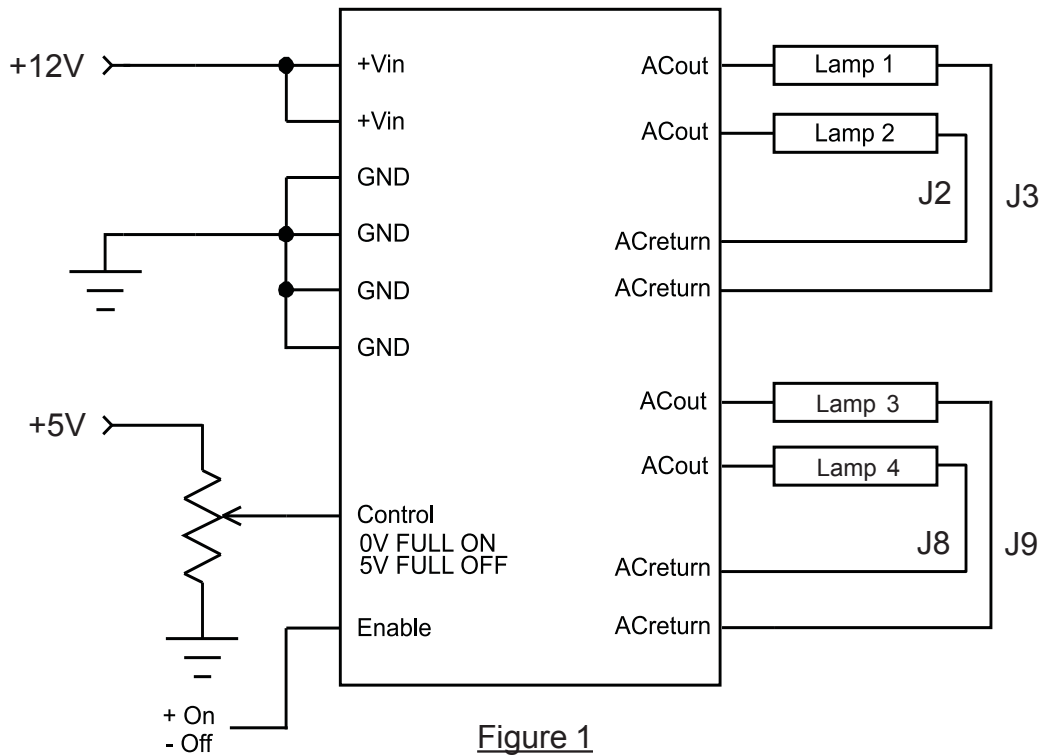 +12V
+Vin
+Vin
GND
GND
GND
GND
+5V
Control
0V FULL ON
5V FULL OFF
Enable
+ On
- Off
ACout
Lamp 1
ACout
Lamp 2
J2
J3
ACreturn
ACreturn
ACout
Lamp 3
ACout
Lamp 4
J8
J9
ACreturn
ACreturn
Figure 1